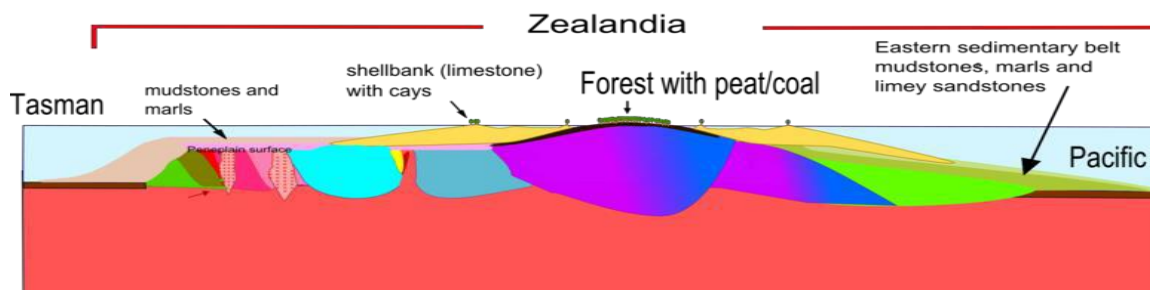 Zealandia
Eastern sedimentary belt
mudstones, marls and
limey sandstones
shellbank (limestone)
with cays
Forest with peat/coal
mudstones and
marls
Tasman
Peneplain surface
Pacific